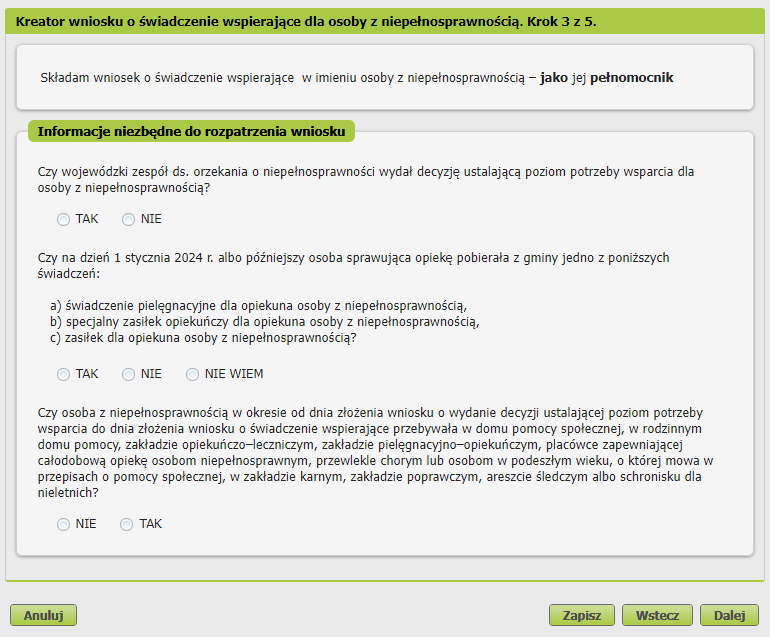 Kreator wniosku o świadczenie wspierające dla osoby z niepełnosprawnością. Krok 3 z 5.
Składam wniosek o świadczenie wspierające w imieniu osoby z niepełnosprawnością – jako jej pełnomocnik
Informacje niezbędne do rozpatrzenia wniosku
Czy wojewódzki zespół ds. orzekania o niepełnosprawności wydał decyzję ustalającą poziom potrzeby wsparcia dla
osoby z niepełnosprawnością?
TAK NIE
Czy na dzień 1 stycznia 2024 r. albo późniejszy osoba sprawująca opiekę pobierała z gminy jedno z poniższych
świadczeń:
a) świadczenie pielęgnacyjne dla opiekuna osoby z niepełnosprawnością,
b) specjalny zasiłek opiekuńczy dla opiekuna osoby z niepełnosprawnością,
c) zasiłek dla opiekuna osoby z niepełnosprawnością?
TAK NIE NIE WIEM
Czy osoba z niepełnosprawnością w okresie od dnia złożenia wniosku o wydanie decyzji ustalającej poziom potrzeby
wsparcia do dnia złożenia wniosku o świadczenie wspierające przebywała w domu pomocy społecznej, w rodzinnym
domu pomocy, zakładzie opiekuńczo–leczniczym, zakładzie pielęgnacyjno–opiekuńczym, placówce zapewniającej
całodobową opiekę osobom niepełnosprawnym, przewlekle chorym lub osobom w podeszłym wieku, o której mowa w
przepisach o pomocy społecznej, w zakładzie karnym, zakładzie poprawczym, areszcie śledczym albo schronisku dla
nieletnich?
NIE TAK
Anuluj Zapisz Wstecz Dalej